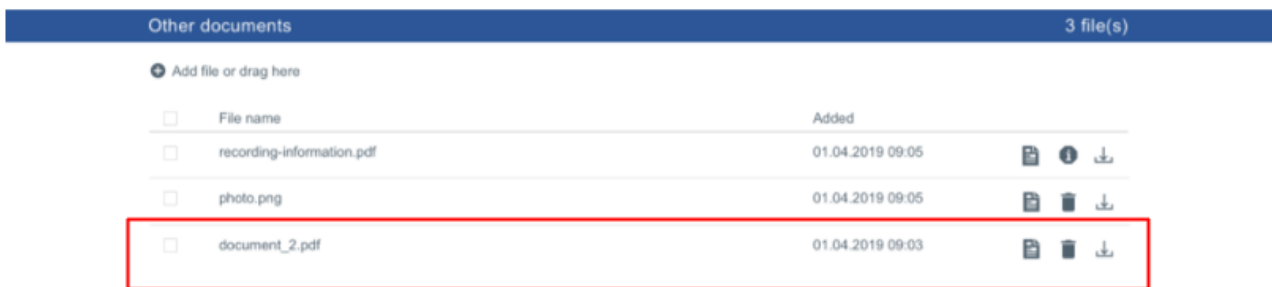 Other documents 3 file(s)
Add file or drag here
File name Added
recording-information.pdf 01.04.2019 09:05
photo.png 01.04.2019 09:05
document_2.pdf 01.04.2019 09:03